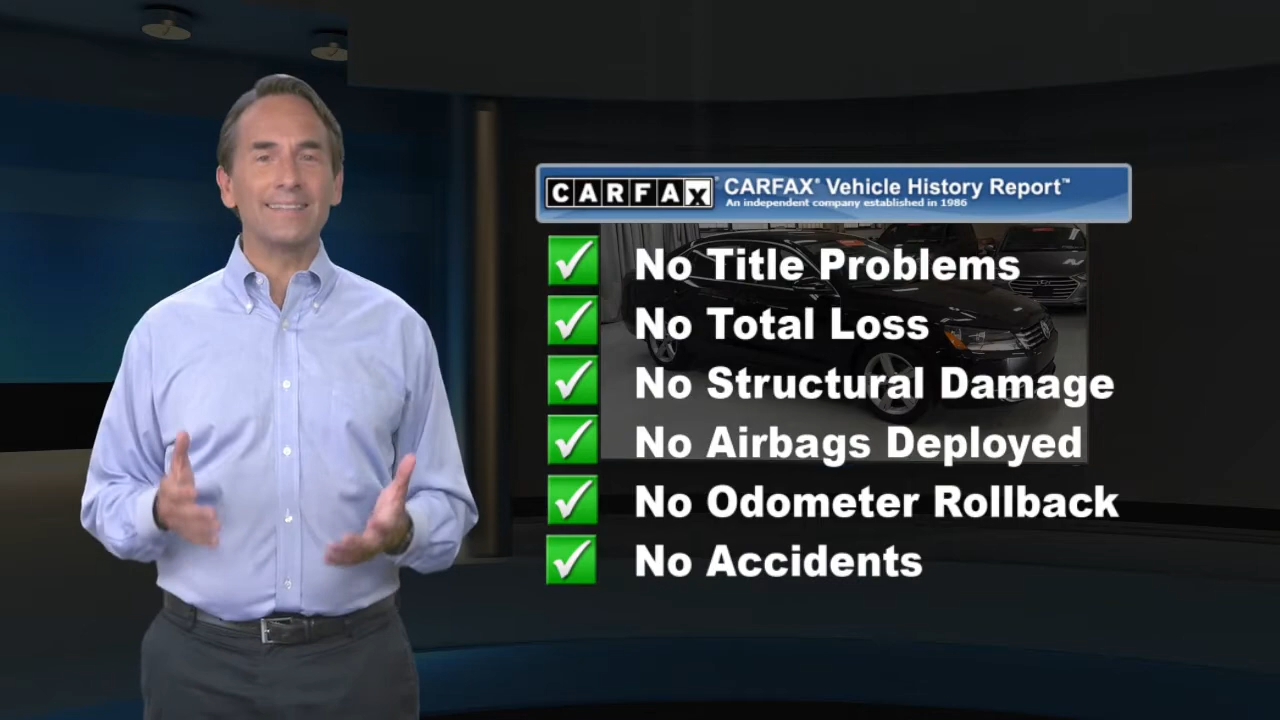 CARFAX® CARFAX® Vehicle History Report™
An independent company established in 1986
No Title Problems
No Total Loss
No Structural Damage
No Airbags Deployed
No Odometer Rollback
No Accidents